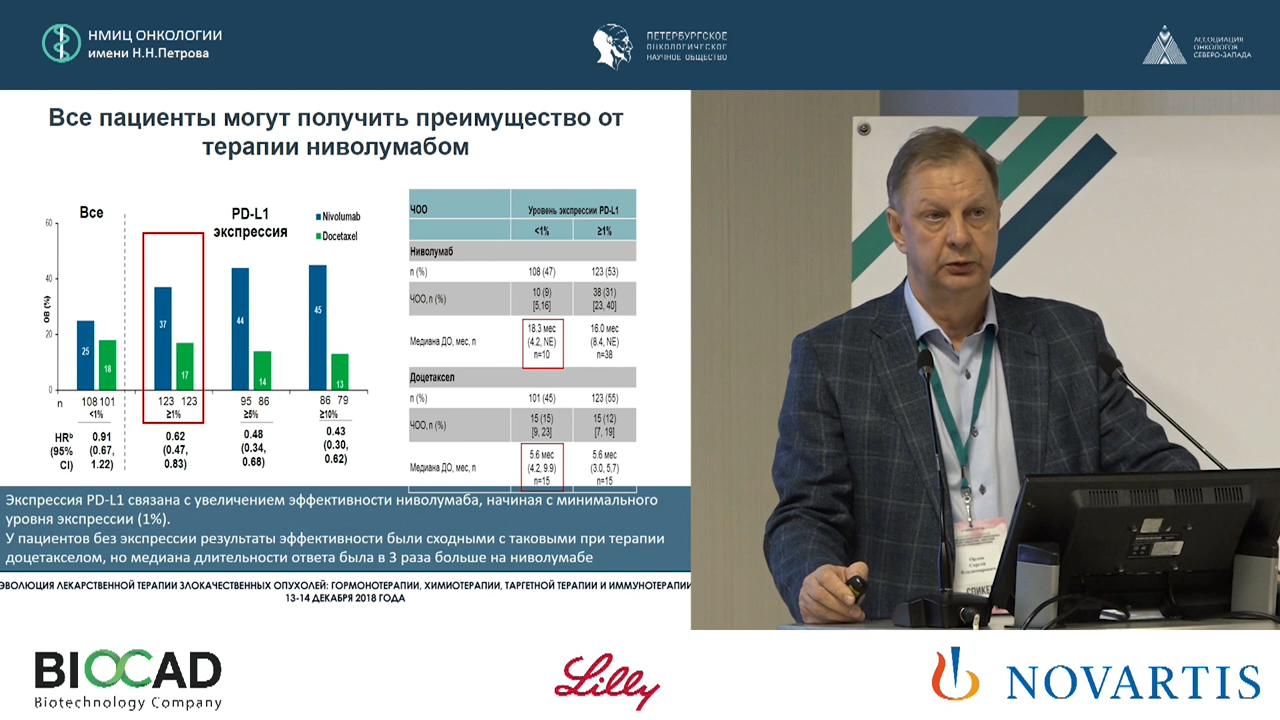 НМИЦ ОНКОЛОГИИ
имени Н.Н.Петрова
ПЕТЕРБУРГСКОЕ
ОНКОЛОГИЧЕСКОЕ
НАУЧНОЕ ОБЩЕСТВО
АССОЦИАЦИЯ
ОНКОЛОГОВ
СЕВЕРО-ЗАПАДА
Все пациенты могут получить преимущество от
терапии ниволумабом
Все
PD-L1
экспрессия
Nivolumab
Docetaxel
ОВ (%)
60
40
20
0
25 18
37 17
44 14
45 13
n 108 101 123 123 95 86 86 79
<1% ≥1% ≥5% ≥10%
HRᵇ 0.91 0.62 0.48 0.43
(95% (0.67, (0.47, (0.34, (0.30,
CI) 1.22) 0.83) 0.68) 0.62)
ЧОО Уровень экспрессии PD-L1
<1% ≥1%
Ниволумаб
n (%) 108 (47) 123 (53)
ЧОО, n (%) 10 (9) 38 (31)
[5,16] [23, 40]
Медиана ДО, мес, n 18.3 мес 16.0 мес
(4.2, NE) (8.4, NE)
n=10 n=38
Доцетаксел
n (%) 101 (45) 123 (55)
ЧОО, n (%) 15 (15) 15 (12)
[9, 23] [7, 19]
Медиана ДО, мес, n 5.6 мес 5.6 мес
(4.2, 9.9) (3.0, 5,7)
n=15 n=15
Экспрессия PD-L1 связана с увеличением эффективности ниволумаба, начиная с минимального
уровня экспрессии (1%).
У пациентов без экспрессии результаты эффективности были сходными с таковыми при терапии
доцетакселом, но медиана длительности ответа была в 3 раза больше на ниволумабе
ЭВОЛЮЦИЯ ЛЕКАРСТВЕННОЙ ТЕРАПИИ ЗЛОКАЧЕСТВЕННЫХ ОПУХОЛЕЙ: ГОРМОНОТЕРАПИИ, ХИМИОТЕРАПИИ, ТАРГЕТНОЙ ТЕРАПИИ И ИММУНОТЕРАПИИ
13-14 ДЕКАБРЯ 2018 ГОДА
Орлов
Сергей
Владимирович
СПИКЕ
BIOCAD
Biotechnology Company
Lilly
NOVARTIS